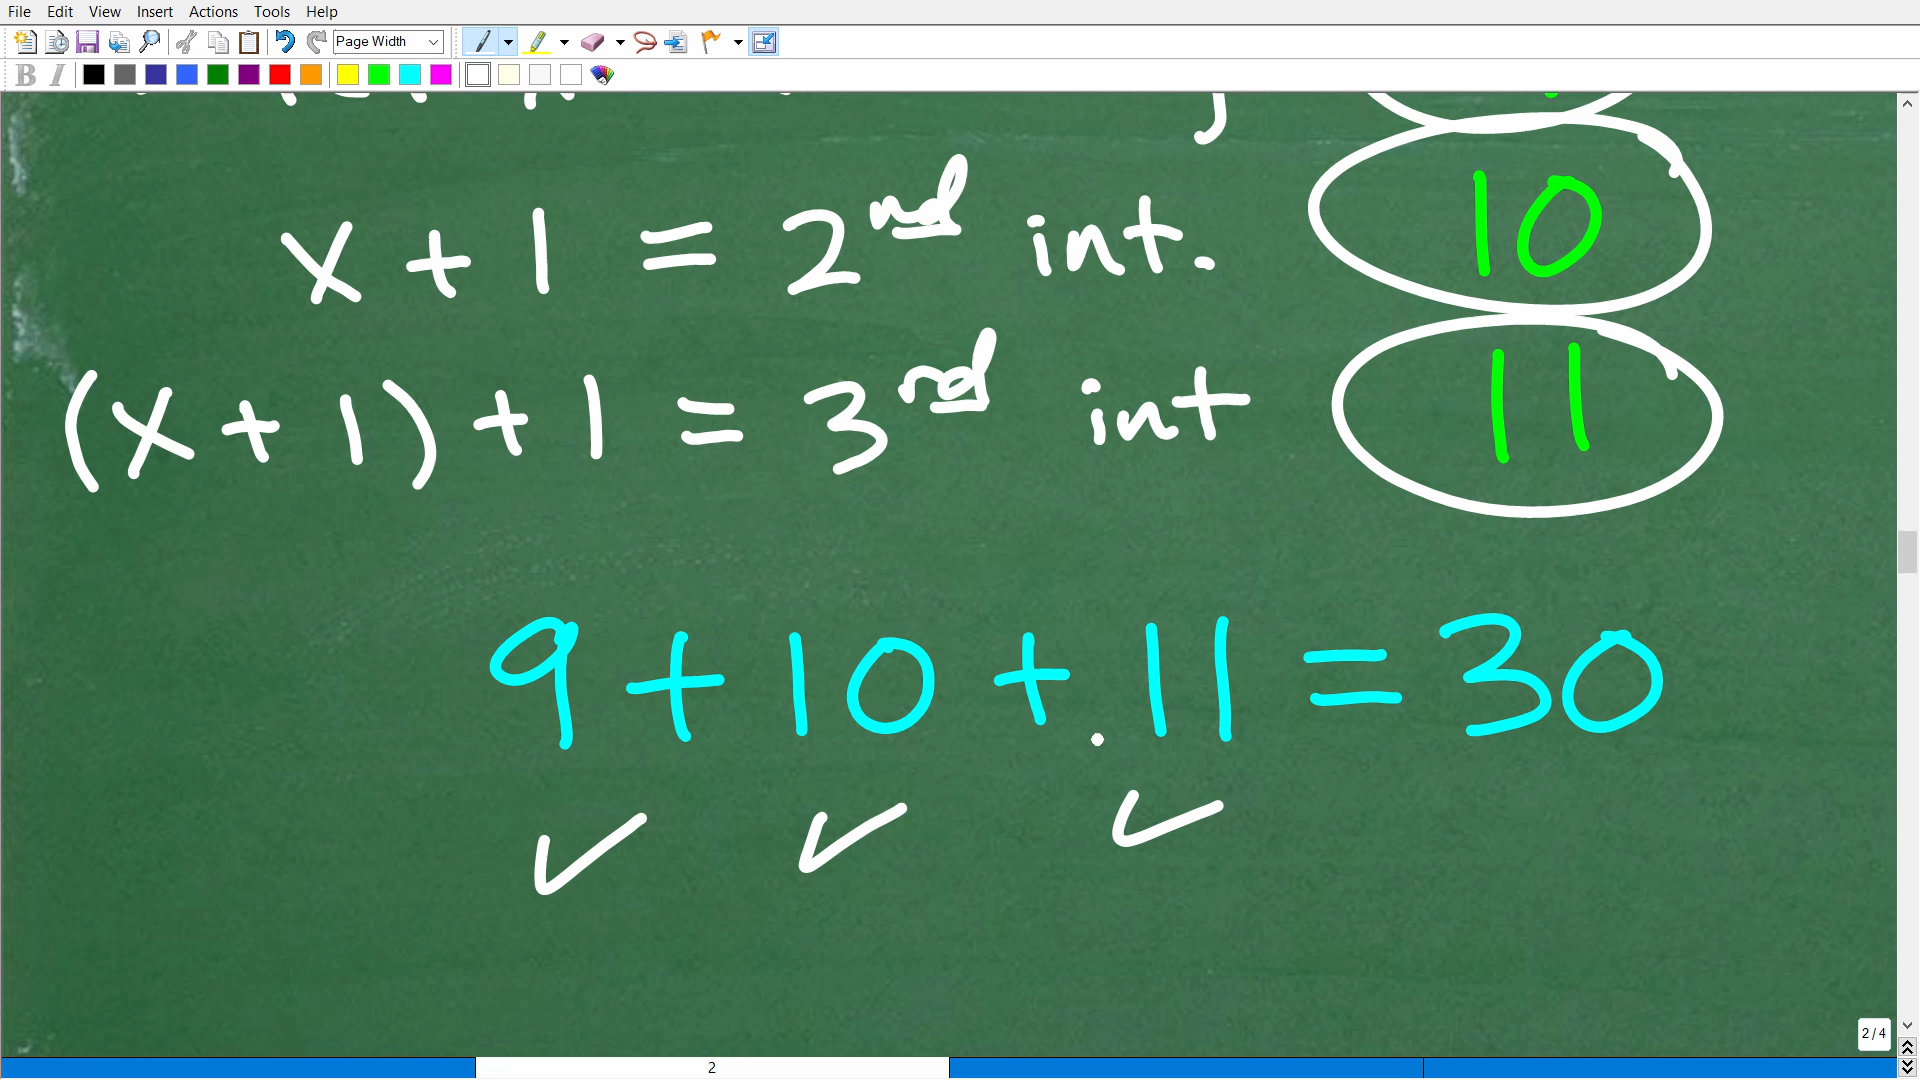 File Edit View Insert Actions Tools Help
Page Width
B I
x + 1 = 2nd int. 10
(x + 1) + 1 = 3rd int 11
9 + 10 + 11 = 30
2 / 4
2